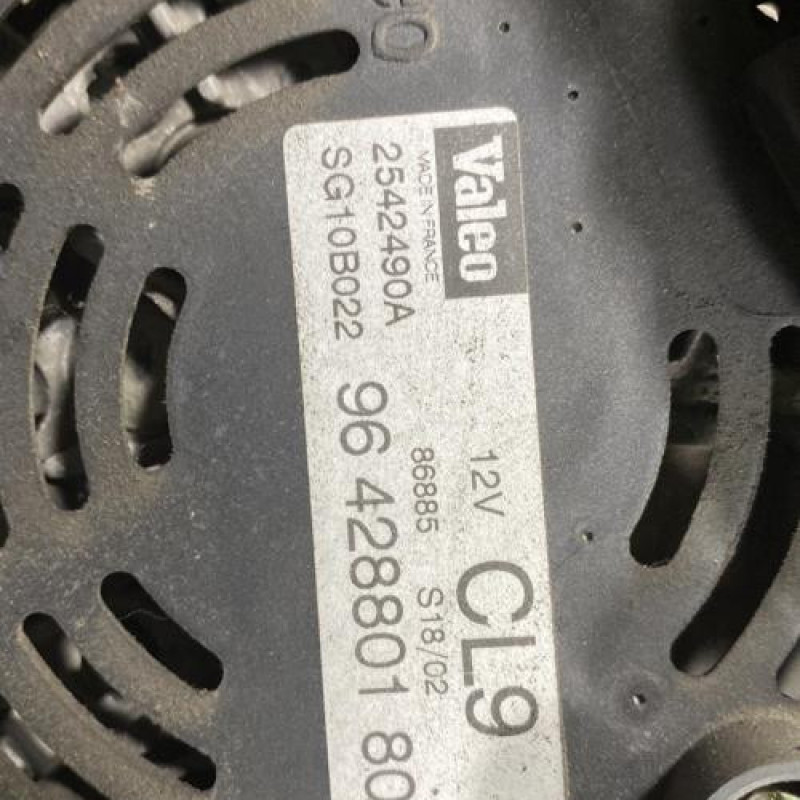 Valeo
12V CL9
MADE IN FRANCE
86885 S18/02
2542490A
SG10B022
96 428801 80